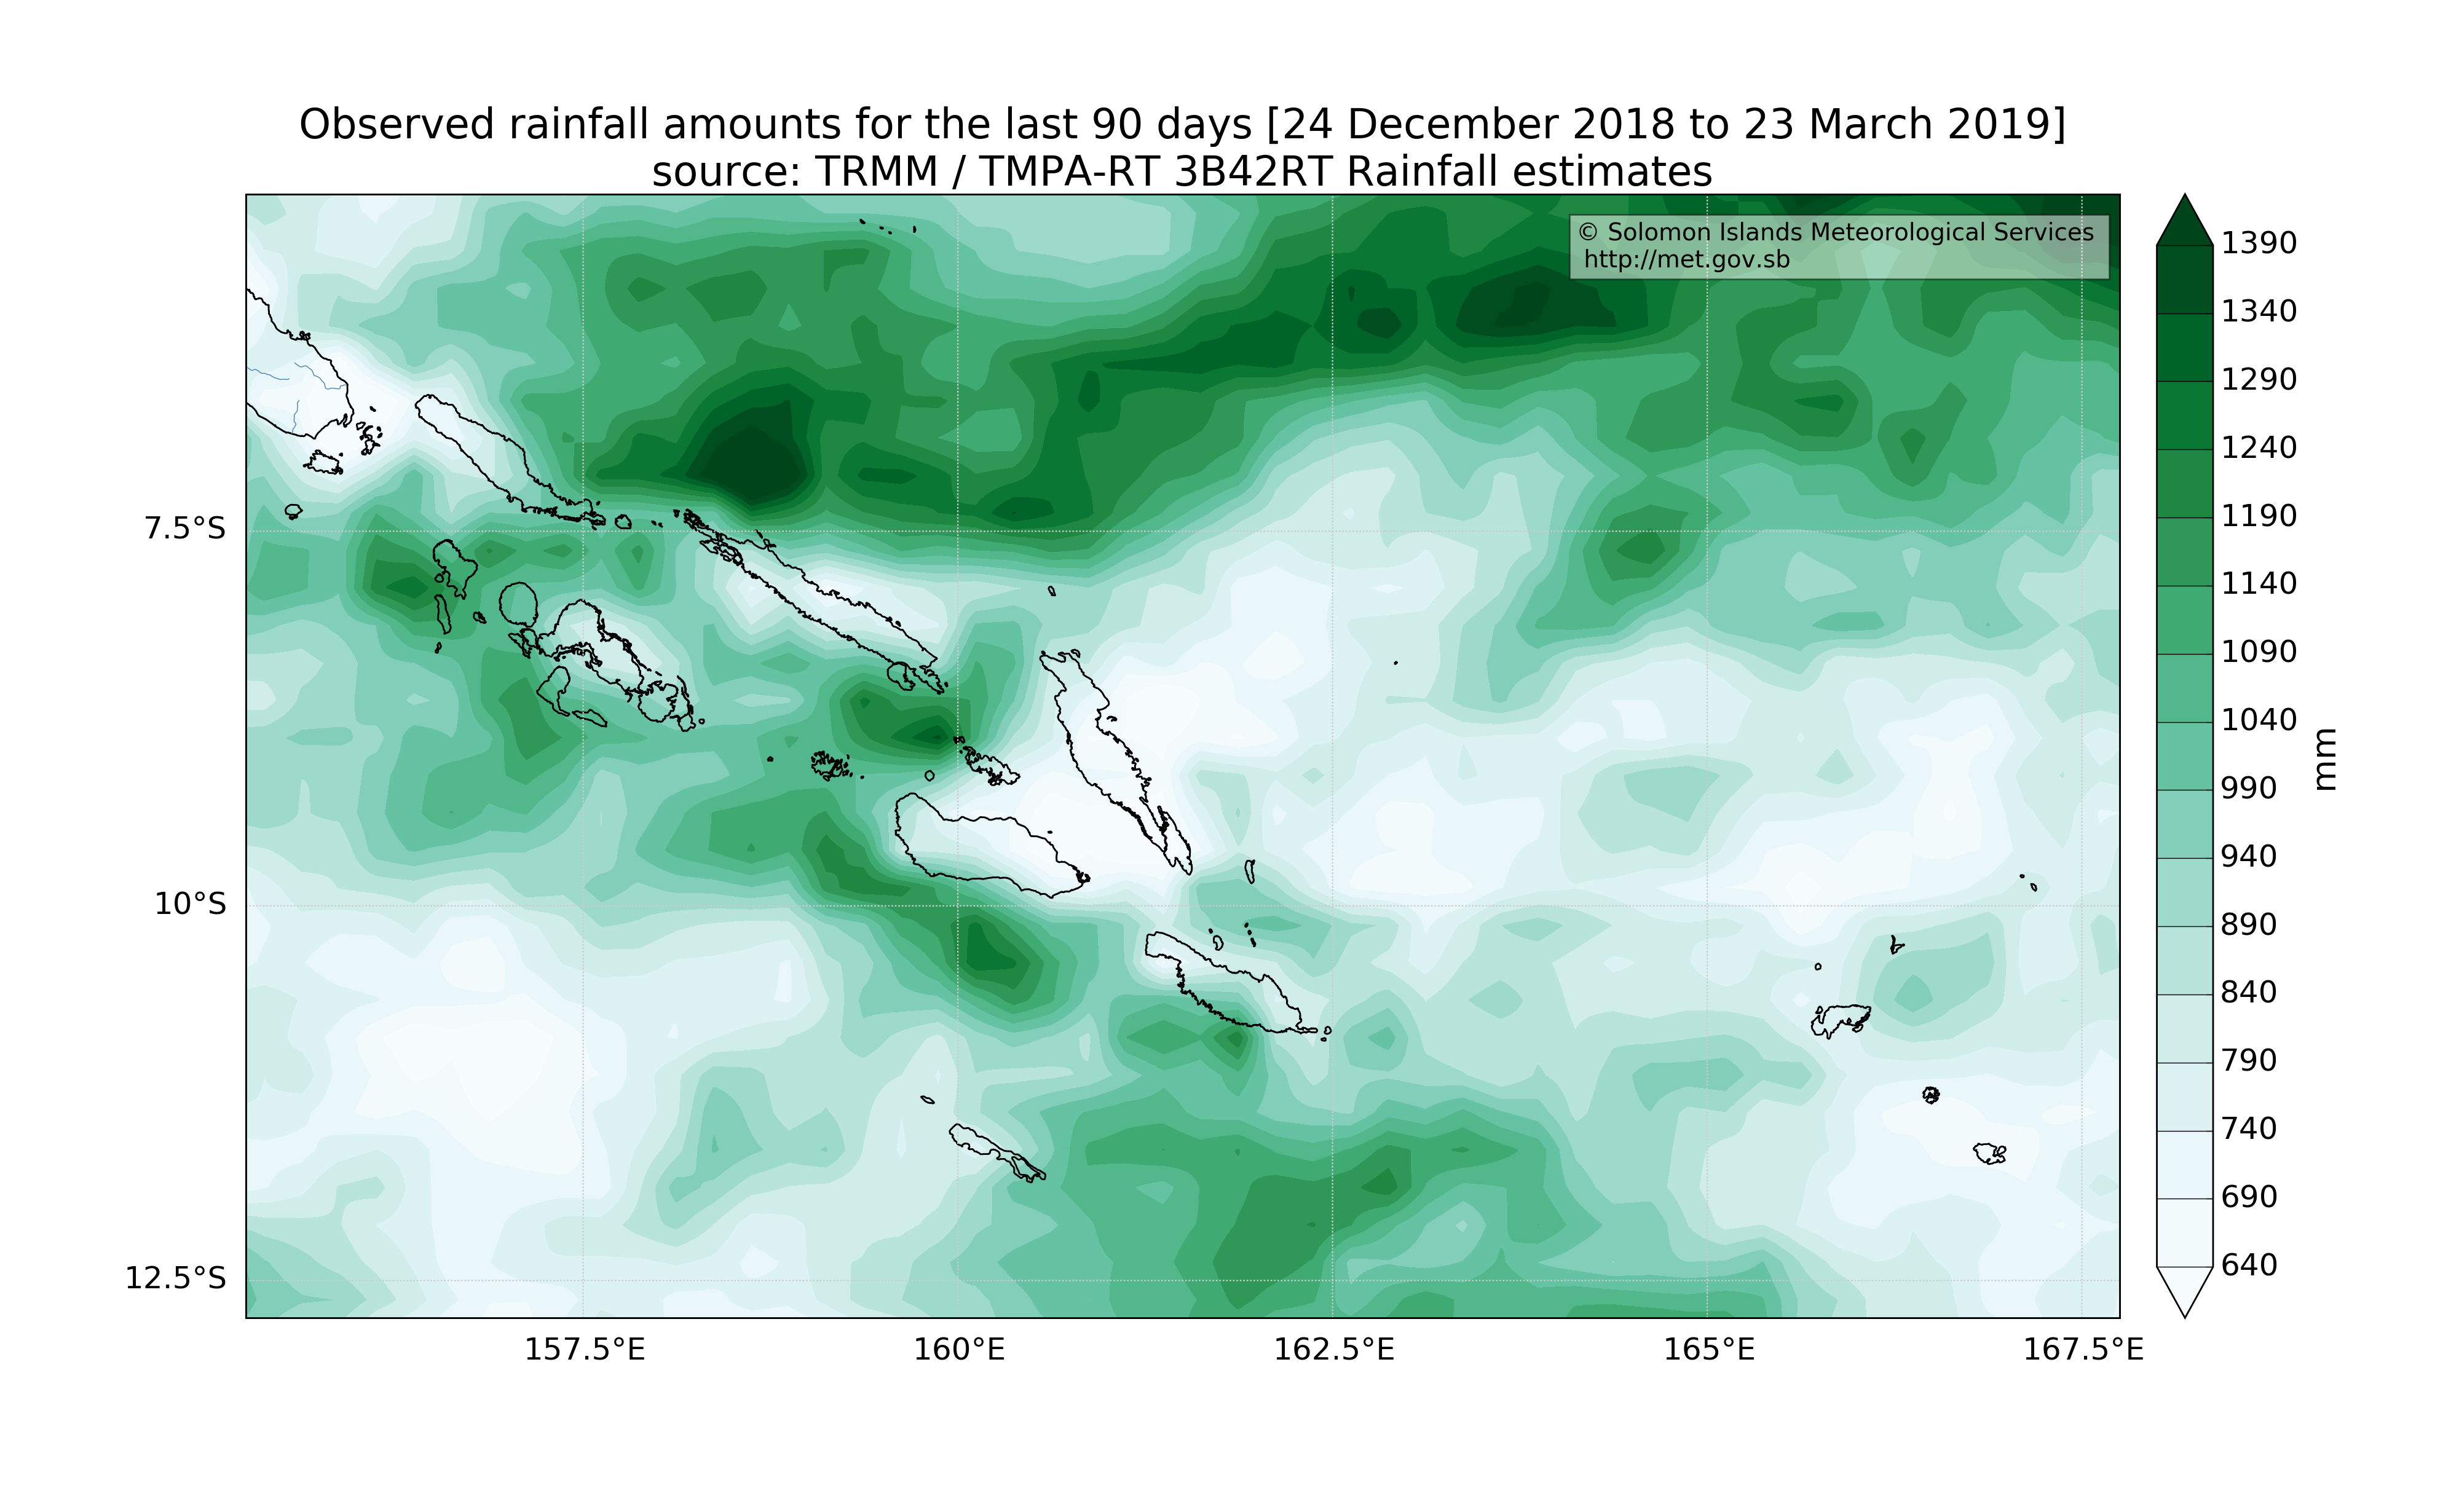 Observed rainfall amounts for the last 90 days [24 December 2018 to 23 March 2019]
source: TRMM / TMPA-RT 3B42RT Rainfall estimates
© Solomon Islands Meteorological Services
http://met.gov.sb
7.5°S
10°S
12.5°S
157.5°E
160°E
162.5°E
165°E
167.5°E
1390
1340
1290
1240
1190
1140
1090
1040
990
940
890
840
790
740
690
640
mm